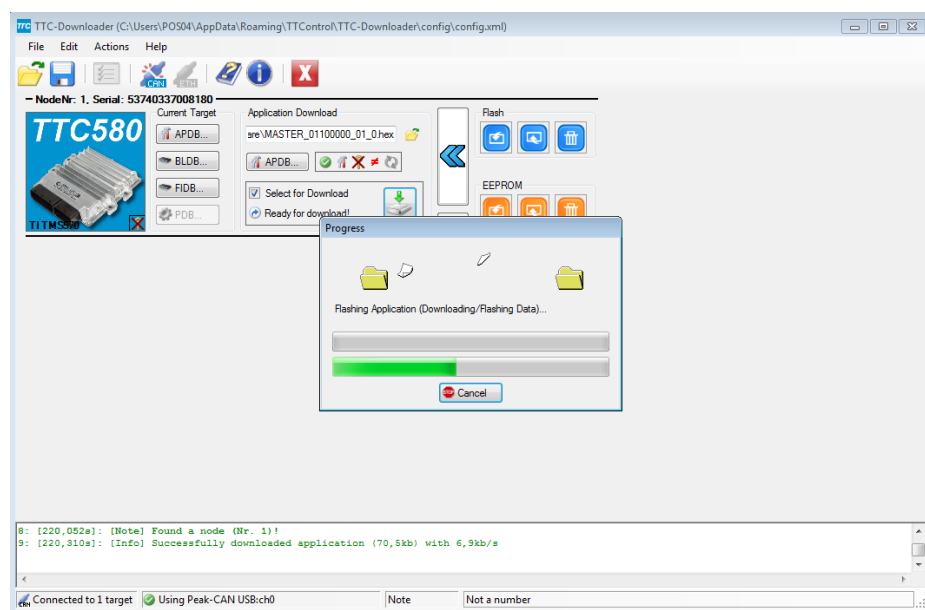 TTC TTC-Downloader (C:\Users\POS04\AppData\Roaming\TTControl\TTC-Downloader\config\config.xml)
File Edit Actions Help
CAN ETH
NodeNr: 1, Serial: 53740337008180
TTC580
Current Target
APDB...
BLDB...
FIDB...
PDB...
Application Download
sre\MASTER_01100000_01_0.hex
APDB...
Select for Download
Ready for download!
Flash
EEPROM
Progress
Flashing Application (Downloading/Flashing Data)...
STOP Cancel
8: [220,052s]: [Note] Found a node (Nr. 1)!
9: [220,310s]: [Info] Successfully downloaded application (70,5kb) with 6,9kb/s
CAN Connected to 1 target Using Peak-CAN USB:ch0 Note Not a number